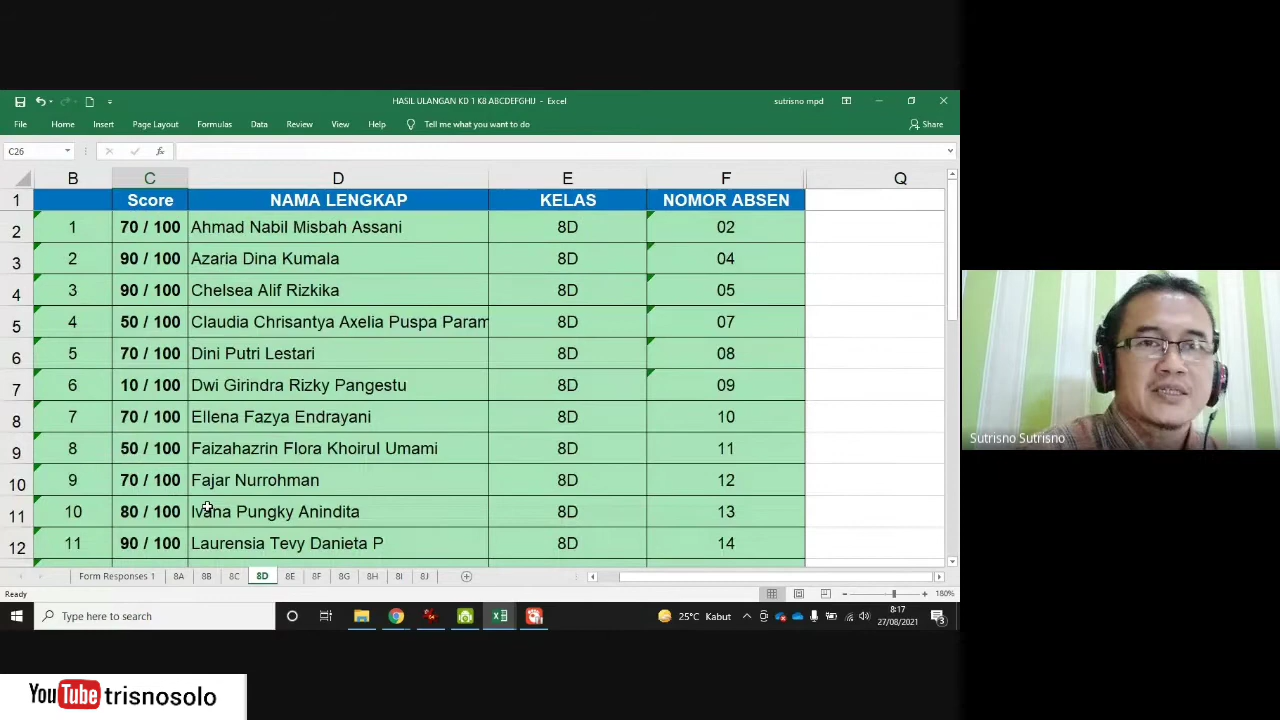 HASIL ULANGAN KD 1 K8 ABCDEFGHIJ - Excel
sutrisno mpd
File Home Insert Page Layout Formulas Data Review View Help Tell me what you want to do Share
C26 fx
B C D E F Q
1 Score NAMA LENGKAP KELAS NOMOR ABSEN
2 1 70 / 100 Ahmad Nabil Misbah Assani 8D 02
3 2 90 / 100 Azaria Dina Kumala 8D 04
4 3 90 / 100 Chelsea Alif Rizkika 8D 05
5 4 50 / 100 Claudia Chrisantya Axelia Puspa Param 8D 07
6 5 70 / 100 Dini Putri Lestari 8D 08
7 6 10 / 100 Dwi Girindra Rizky Pangestu 8D 09
8 7 70 / 100 Ellena Fazya Endrayani 8D 10
9 8 50 / 100 Faizahazrin Flora Khoirul Umami 8D 11
10 9 70 / 100 Fajar Nurrohman 8D 12
11 10 80 / 100 Ivana Pungky Anindita 8D 13
12 11 90 / 100 Laurensia Tevy Danieta P 8D 14
Form Responses 1 8A 8B 8C 8D 8E 8F 8G 8H 8I 8J
Ready 180%
Type here to search 25°C Kabut 8:17
27/08/2021 3
Sutrisno Sutrisno
YouTube trisnosolo